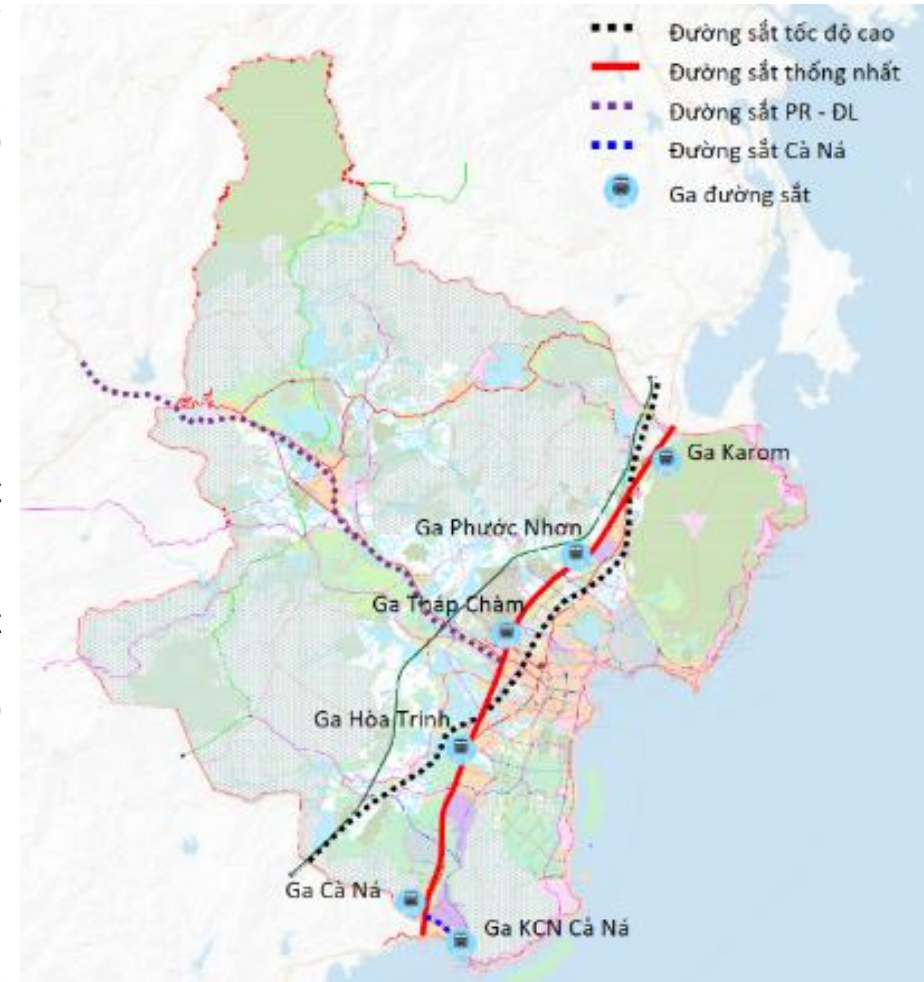 Đường sắt tốc độ cao
Đường sắt thống nhất
Đường sắt PR - ĐL
Đường sắt Cà Ná
Ga đường sắt
Ga Karom
Ga Phước Nhơn
Ga Tháp Chàm
Ga Hòa Trinh
Ga Cà Ná
Ga KCN Cà Ná